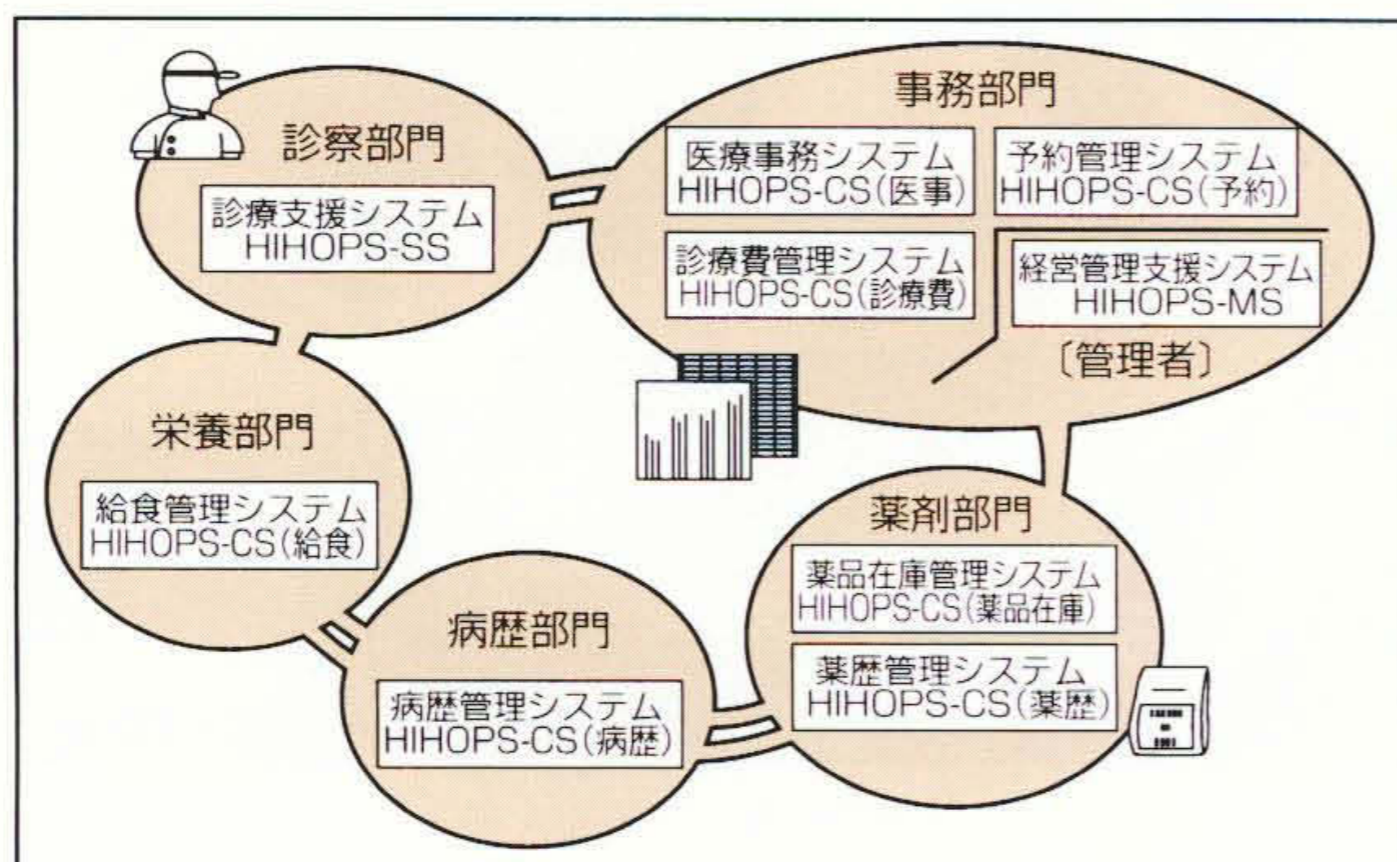 診察部門
診療支援システム
HIHOPS-SS
事務部門
医療事務システム
HIHOPS-CS(医事)
予約管理システム
HIHOPS-CS(予約)
診療費管理システム
HIHOPS-CS(診療費)
経営管理支援システム
HIHOPS-MS
〔管理者〕
栄養部門
給食管理システム
HIHOPS-CS(給食)
病歴部門
病歴管理システム
HIHOPS-CS(病歴)
薬剤部門
薬品在庫管理システム
HIHOPS-CS(薬品在庫)
薬歴管理システム
HIHOPS-CS(薬歴)